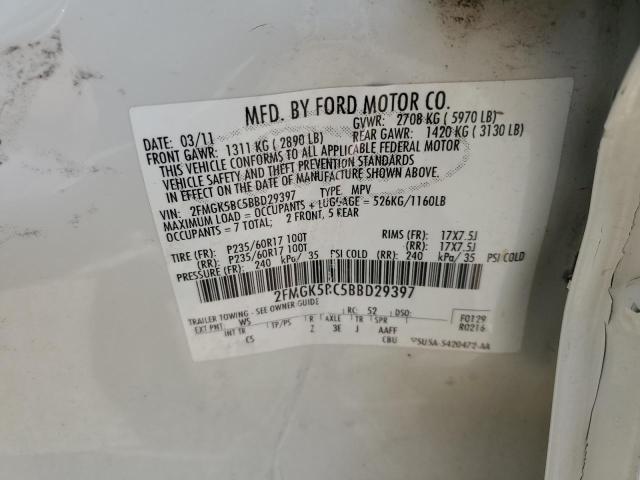 MFD. BY FORD MOTOR CO.
DATE: 03/11 GVWR: 2708 KG ( 5970 LB)
FRONT GAWR: 1311 KG ( 2890 LB) REAR GAWR: 1420 KG ( 3130 LB)
THIS VEHICLE CONFORMS TO ALL APPLICABLE FEDERAL MOTOR
VEHICLE SAFETY AND THEFT PREVENTION STANDARDS
IN EFFECT ON THE DATE OF MANUFACTURE SHOWN ABOVE.
VIN: 2FMGK5BC5BBD29397 TYPE: MPV
MAXIMUM LOAD = OCCUPANTS + LUGGAGE = 526KG/1160LB
OCCUPANTS = 7 TOTAL; 2 FRONT, 5 REAR
TIRE (FR): P235/60R17 100T RIMS (FR): 17X7.5J
(RR): P235/60R17 100T (RR): 17X7.5J
PRESSURE (FR): 240 kPa/ 35 PSI COLD (RR): 240 kPa/ 35 PSI COLD
2FMGK5BC5BBD29397
TRAILER TOWING - SEE OWNER GUIDE
RC: 52 DSO: F0129
EXT PNT: WS TP/PS R AXLE TR SPR R0216
INT TR Z 3E J AAFF
C5 CBU 5U5A-5420472-AA